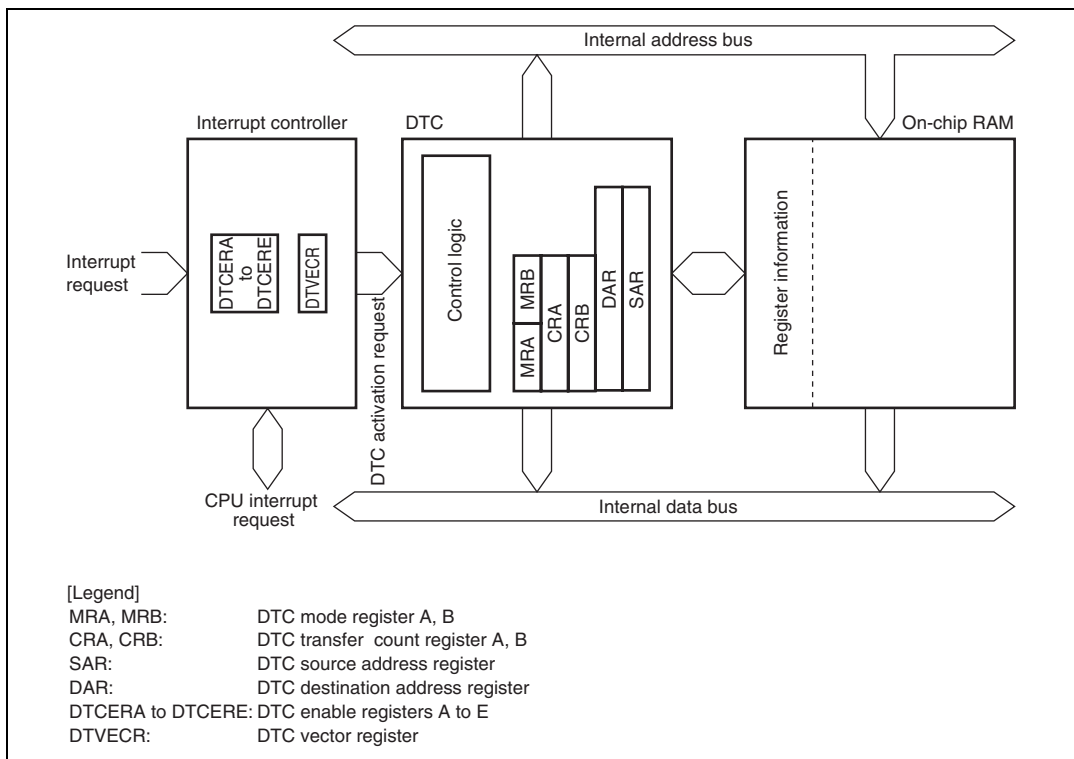 Internal address bus
Interrupt controller
DTC
On-chip RAM
Interrupt
request
DTCERA
to
DTCERE
DTVECR
DTC activation request
Control logic
MRA
MRB
CRA
CRB
DAR
SAR
Register information
CPU interrupt
request
Internal data bus
[Legend]
MRA, MRB: DTC mode register A, B
CRA, CRB: DTC transfer count register A, B
SAR: DTC source address register
DAR: DTC destination address register
DTCERA to DTCERE: DTC enable registers A to E
DTVECR: DTC vector register